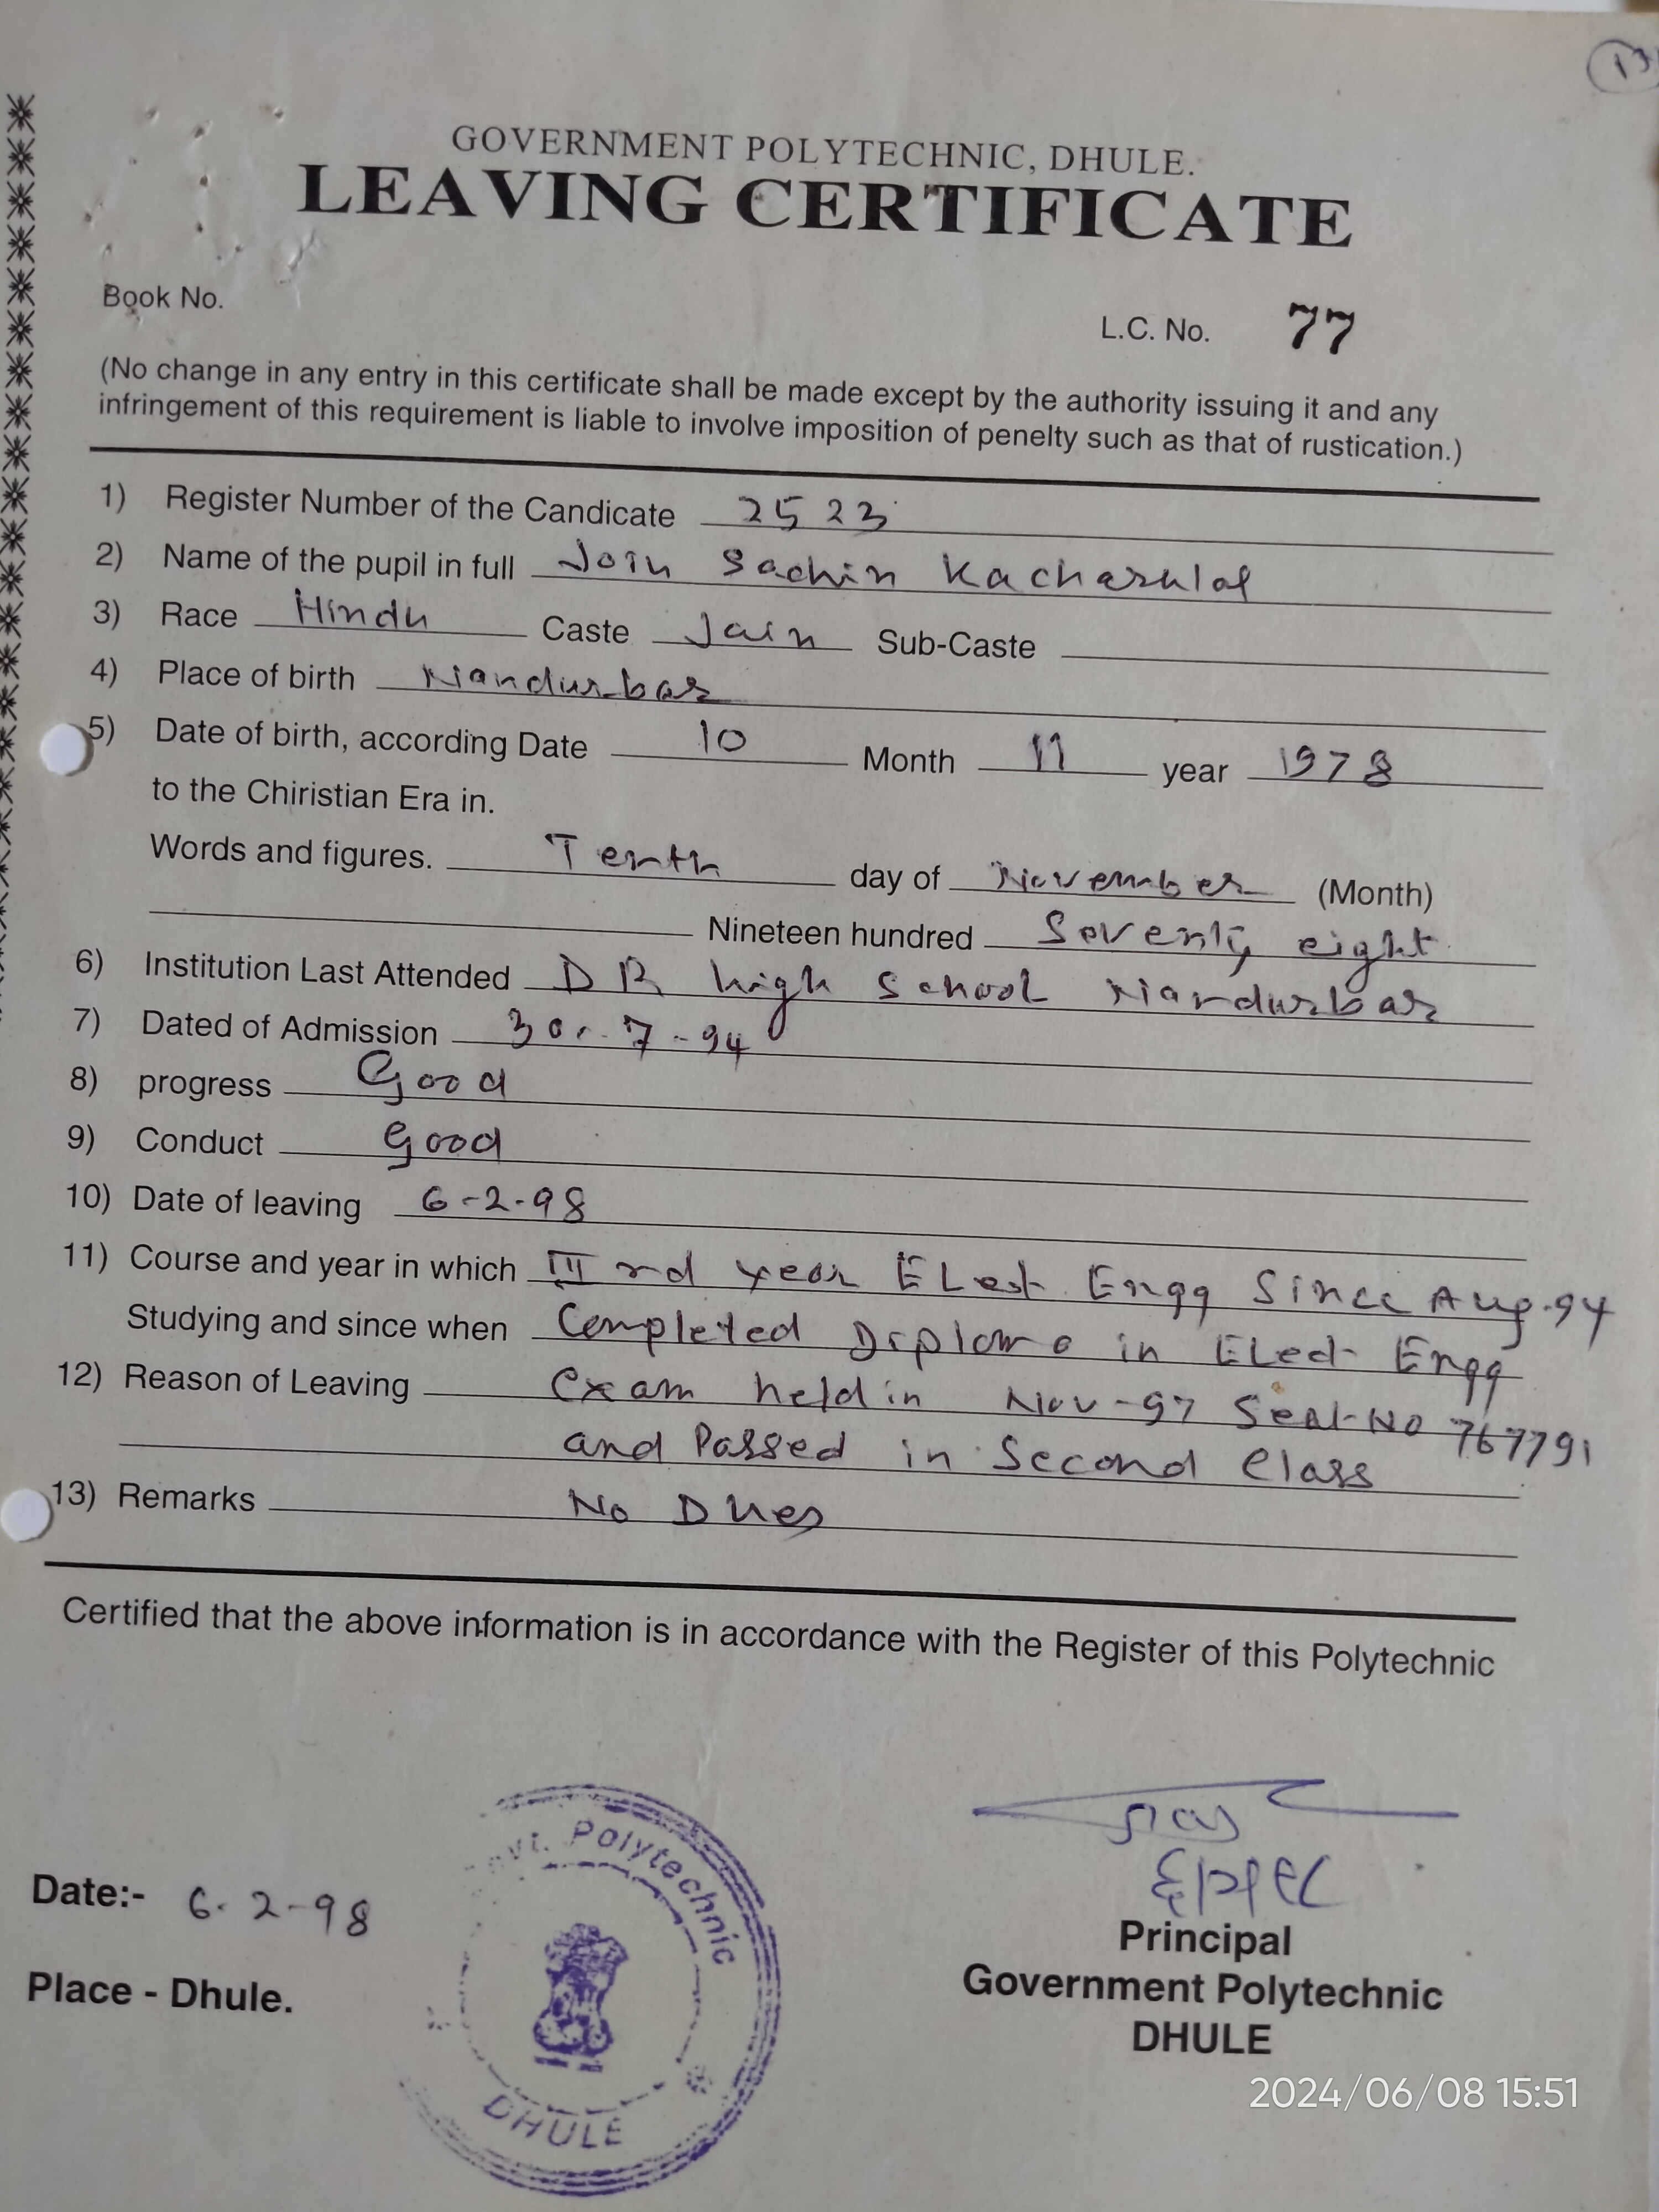 13
GOVERNMENT POLYTECHNIC, DHULE.
LEAVING CERTIFICATE
Book No.
L.C. No. 77
(No change in any entry in this certificate shall be made except by the authority issuing it and any
infringement of this requirement is liable to involve imposition of penelty such as that of rustication.)
1) Register Number of the Candicate 2523
2) Name of the pupil in full Join Sachin Kacharulal
3) Race Hindu Caste Jain Sub-Caste
4) Place of birth Nandurbar
5) Date of birth, according Date 10 Month 11 year 1978
to the Chiristian Era in.
Words and figures. Tenth day of November (Month)
Nineteen hundred Seventy eight
6) Institution Last Attended D R high School Nandurbar
7) Dated of Admission 30.-7-94
8) progress Good
9) Conduct Good
10) Date of leaving 6-2-98
11) Course and year in which III rd year ELect Engg Since Aug-94
Studying and since when Completed Diploma in ELect Engg
12) Reason of Leaving exam held in Nov-97 Seat-No 767791
and Passed in Second Class
13) Remarks No Dues
Certified that the above information is in accordance with the Register of this Polytechnic
Polytechnic
DHULE
Date:- 6-2-98
Place - Dhule.
Principal
Government Polytechnic
DHULE
2024/06/08 15:51